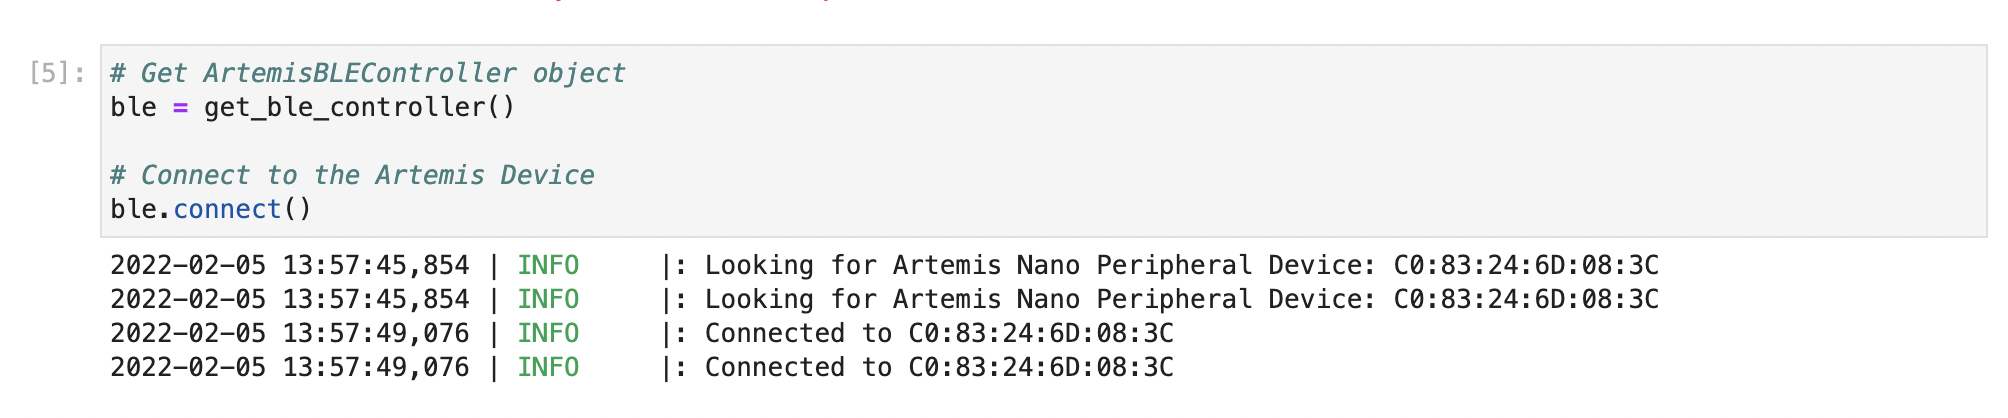 [5]: # Get ArtemisBLEController object
ble = get_ble_controller()
# Connect to the Artemis Device
ble.connect()
2022-02-05 13:57:45,854 | INFO     |: Looking for Artemis Nano Peripheral Device: C0:83:24:6D:08:3C
2022-02-05 13:57:45,854 | INFO     |: Looking for Artemis Nano Peripheral Device: C0:83:24:6D:08:3C
2022-02-05 13:57:49,076 | INFO     |: Connected to C0:83:24:6D:08:3C
2022-02-05 13:57:49,076 | INFO     |: Connected to C0:83:24:6D:08:3C